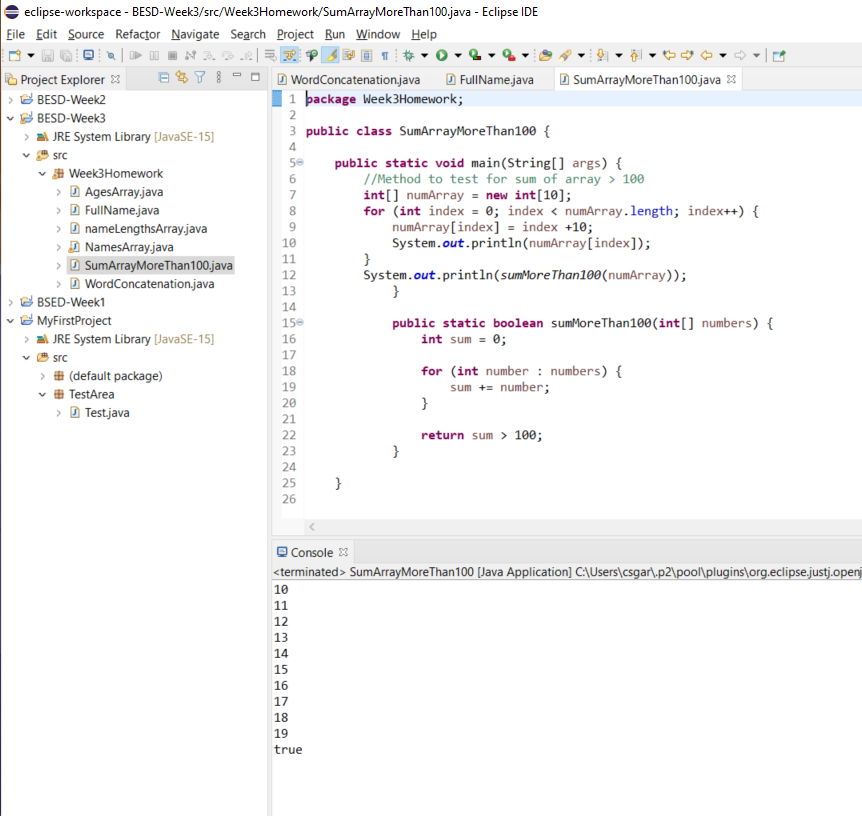 eclipse-workspace - BESD-Week3/src/Week3Homework/SumArrayMoreThan100.java - Eclipse IDE
File Edit Source Refactor Navigate Search Project Run Window Help
Project Explorer
BESD-Week2
BESD-Week3
JRE System Library [JavaSE-15]
src
Week3Homework
AgesArray.java
FullName.java
nameLengthsArray.java
NamesArray.java
SumArrayMoreThan100.java
WordConcatenation.java
BSED-Week1
MyFirstProject
JRE System Library [JavaSE-15]
src
(default package)
TestArea
Test.java
WordConcatenation.java FullName.java SumArrayMoreThan100.java
1 package Week3Homework;
2
3 public class SumArrayMoreThan100 {
4
5 public static void main(String[] args) {
6 //Method to test for sum of array > 100
7 int[] numArray = new int[10];
8 for (int index = 0; index < numArray.length; index++) {
9 numArray[index] = index +10;
10 System.out.println(numArray[index]);
11 }
12 System.out.println(sumMoreThan100(numArray));
13 }
14
15 public static boolean sumMoreThan100(int[] numbers) {
16 int sum = 0;
17
18 for (int number : numbers) {
19 sum += number;
20 }
21
22 return sum > 100;
23 }
24
25 }
26
Console
<terminated> SumArrayMoreThan100 [Java Application] C:\Users\csgar\.p2\pool\plugins\org.eclipse.justj.openj
10
11
12
13
14
15
16
17
18
19
true